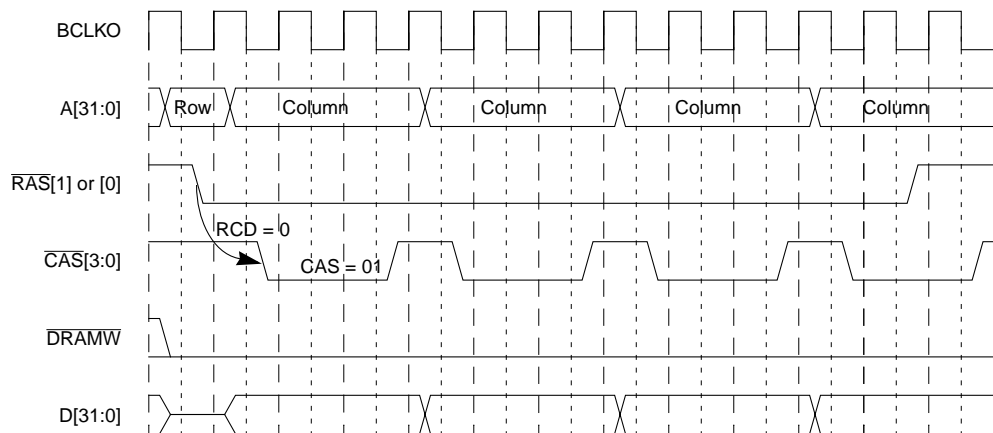 BCLKO
A[31:0] Row Column Column Column Column
RAS[1] or [0]
RCD = 0
CAS[3:0]
CAS = 01
DRAMW
D[31:0]